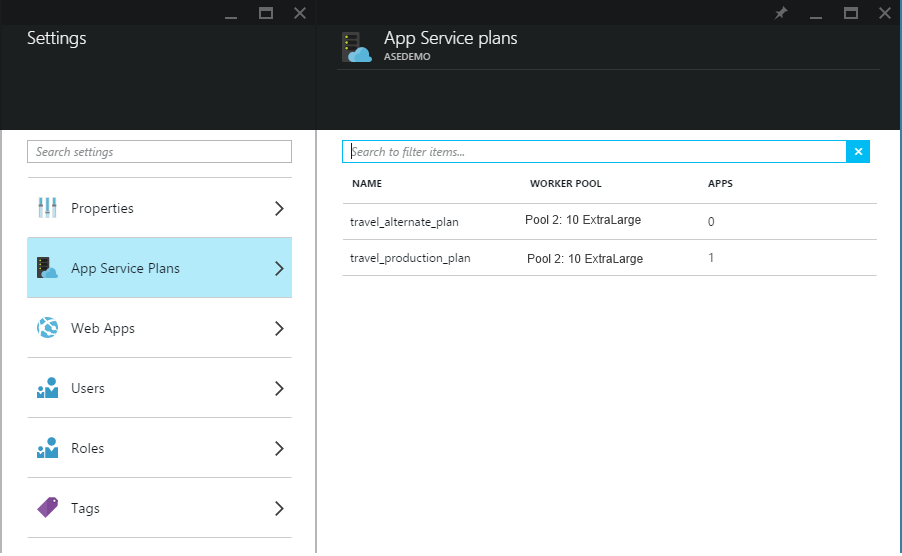 Settings
Search settings
Properties
App Service Plans
Web Apps
Users
Roles
Tags
App Service plans
ASEDEMO
Search to filter items...
NAME WORKER POOL APPS
travel_alternate_plan Pool 2: 10 ExtraLarge 0
travel_production_plan Pool 2: 10 ExtraLarge 1